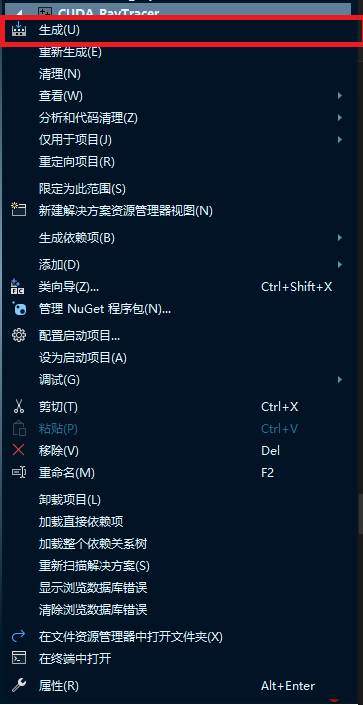 CUDA_RayTracer
生成(U)
重新生成(E)
清理(N)
查看(W)
分析和代码清理(Z)
仅用于项目(J)
重定向项目(R)
限定为此范围(S)
新建解决方案资源管理器视图(N)
生成依赖项(B)
添加(D)
类向导(Z)... Ctrl+Shift+X
管理 NuGet 程序包(N)...
配置启动项目...
设为启动项目(A)
调试(G)
剪切(T) Ctrl+X
粘贴(P) Ctrl+V
移除(V) Del
重命名(M) F2
卸载项目(L)
加载直接依赖项
加载整个依赖关系树
重新扫描解决方案(S)
显示浏览数据库错误
清除浏览数据库错误
在文件资源管理器中打开文件夹(X)
在终端中打开
属性(R) Alt+Enter